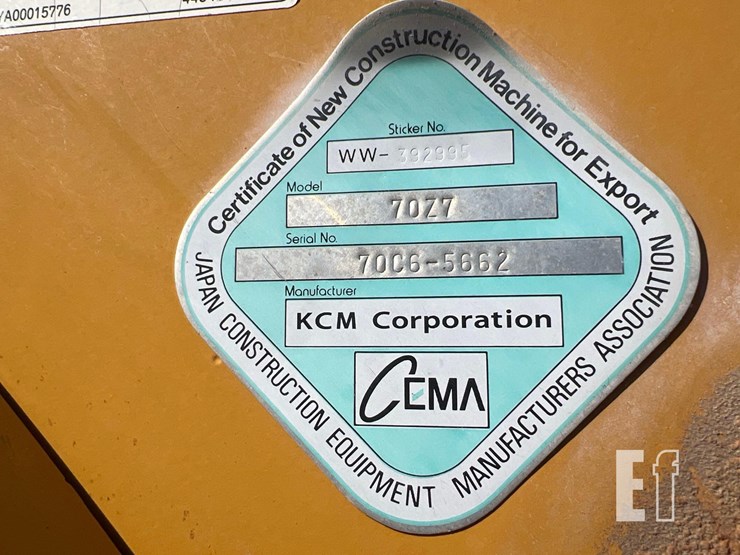 YA00015776
Certificate of New Construction Machine for Export
Sticker No.
WW-392995
Model
70Z7
Serial No.
70C6-5662
Manufacturer
KCM Corporation
CEMA
JAPAN CONSTRUCTION EQUIPMENT MANUFACTURERS ASSOCIATION
Ef